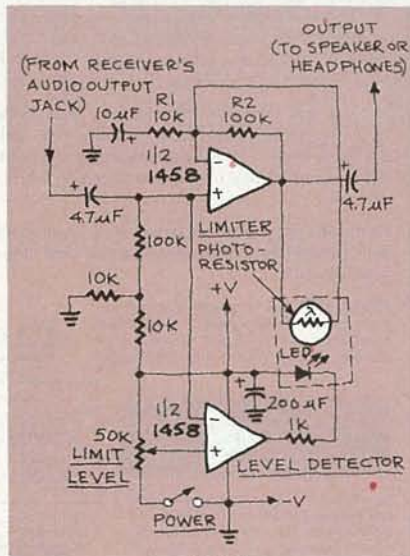 (FROM RECEIVER'S
AUDIO OUTPUT
JACK)
OUTPUT
(TO SPEAKER OR
HEADPHONES)
10µF
+
R1
10K
R2
100K
1/2
1458
-
+
+
4.7µF
+
4.7µF
100K
LIMITER
PHOTO-
RESISTOR
λ
10K
+V
10K
LED
+
200µF
1/2
1458
-
+
1K
50K
LIMIT
LEVEL
LEVEL DETECTOR
POWER
-V